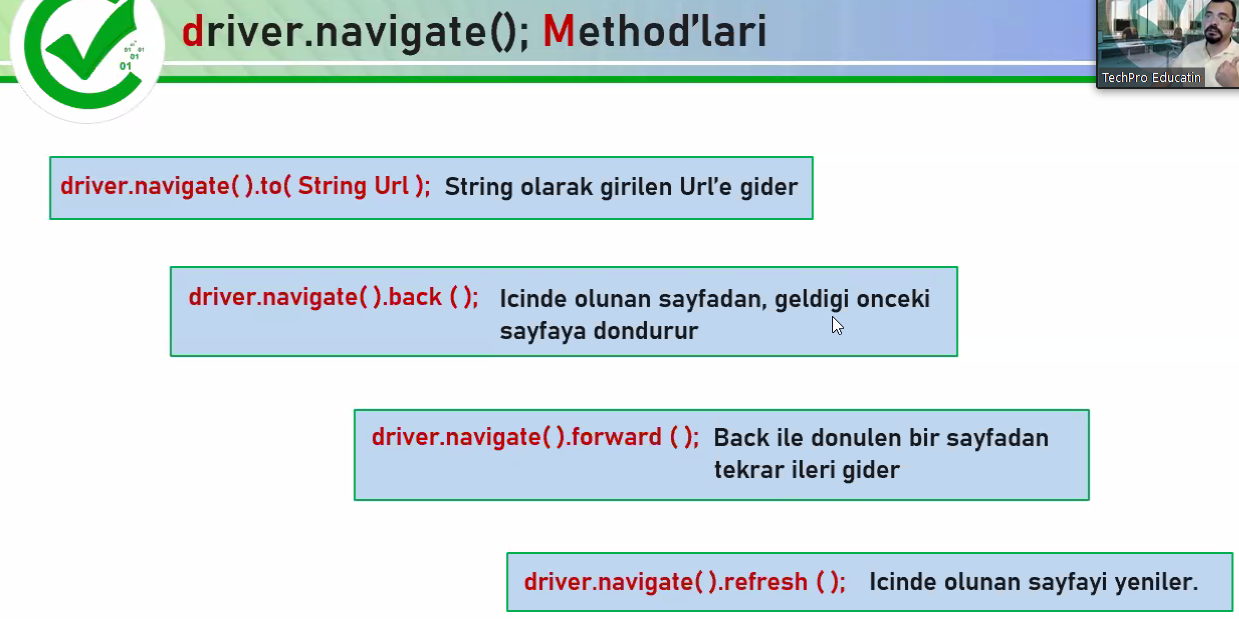 driver.navigate(); Method'lari
TechPro Educatin
01 01
01
01
driver.navigate( ).to( String Url ); String olarak girilen Url'e gider
driver.navigate( ).back ( ); Icinde olunan sayfadan, geldigi onceki
sayfaya dondurur
driver.navigate( ).forward ( ); Back ile donulen bir sayfadan
tekrar ileri gider
driver.navigate( ).refresh ( ); Icinde olunan sayfayi yeniler.